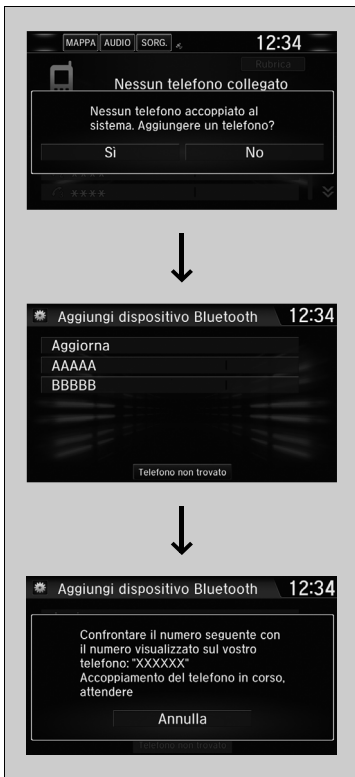 MAPPA AUDIO SORG. 12:34
Rubrica
Nessun telefono collegato
Nessun telefono accoppiato al
sistema. Aggiungere un telefono?
Sì No
****
Aggiungi dispositivo Bluetooth 12:34
Aggiorna
AAAAA
BBBBB
Telefono non trovato
Aggiungi dispositivo Bluetooth 12:34
Confrontare il numero seguente con
il numero visualizzato sul vostro
telefono: "XXXXXX"
Accoppiamento del telefono in corso,
attendere
Annulla
Telefono non trovato